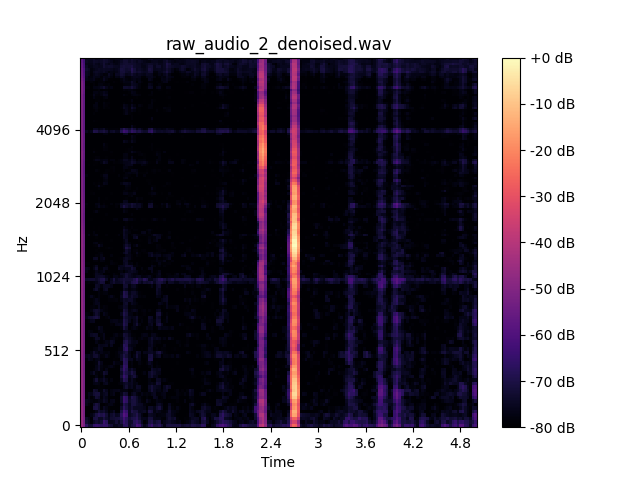 raw_audio_2_denoised.wav
Hz
4096
2048
1024
512
0
0 0.6 1.2 1.8 2.4 3 3.6 4.2 4.8
Time
+0 dB
-10 dB
-20 dB
-30 dB
-40 dB
-50 dB
-60 dB
-70 dB
-80 dB